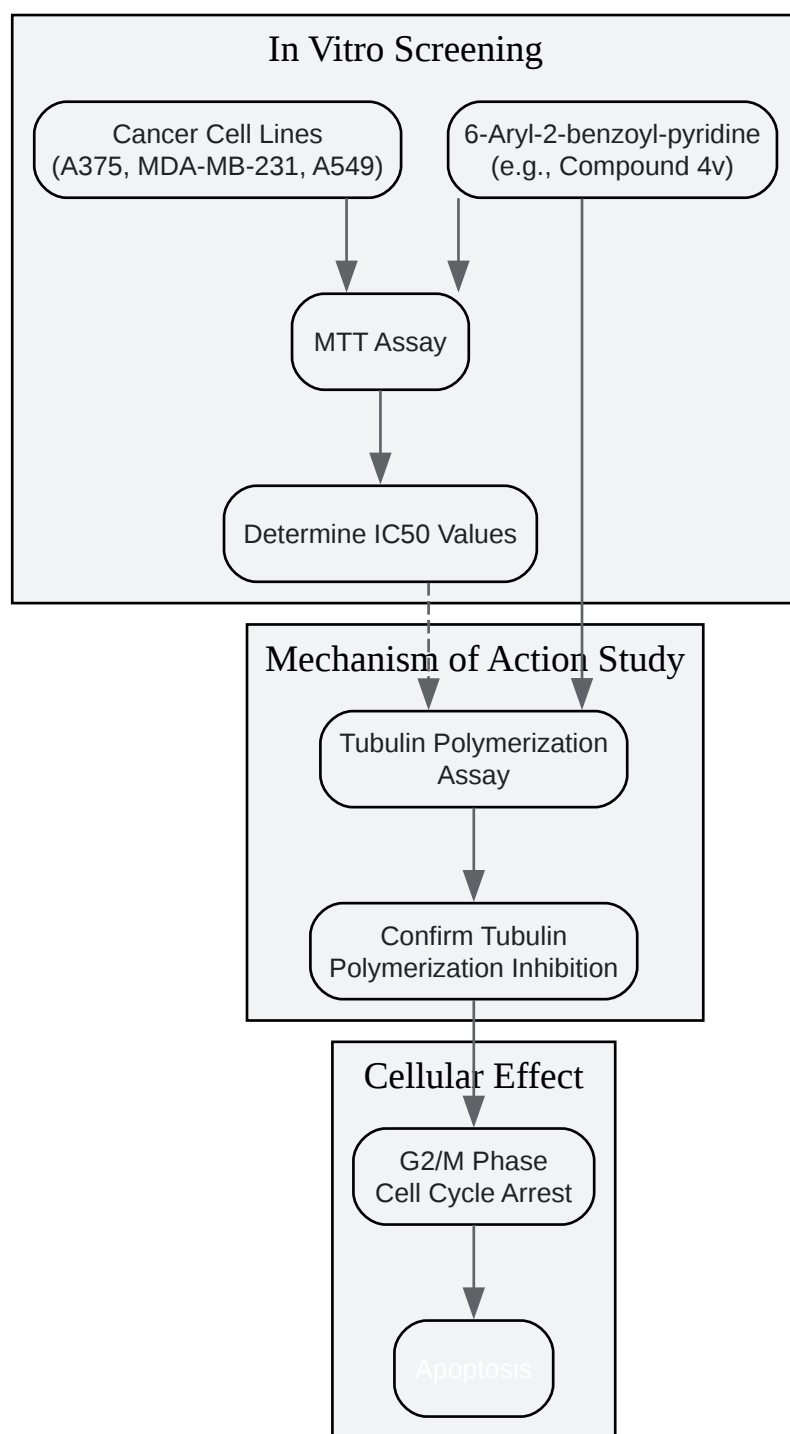 In Vitro Screening
Cancer Cell Lines
(A375, MDA-MB-231, A549)
6-Aryl-2-benzoyl-pyridine
(e.g., Compound 4v)
MTT Assay
Determine IC50 Values
Mechanism of Action Study
Tubulin Polymerization
Assay
Confirm Tubulin
Polymerization Inhibition
Cellular Effect
G2/M Phase
Cell Cycle Arrest
Apoptosis